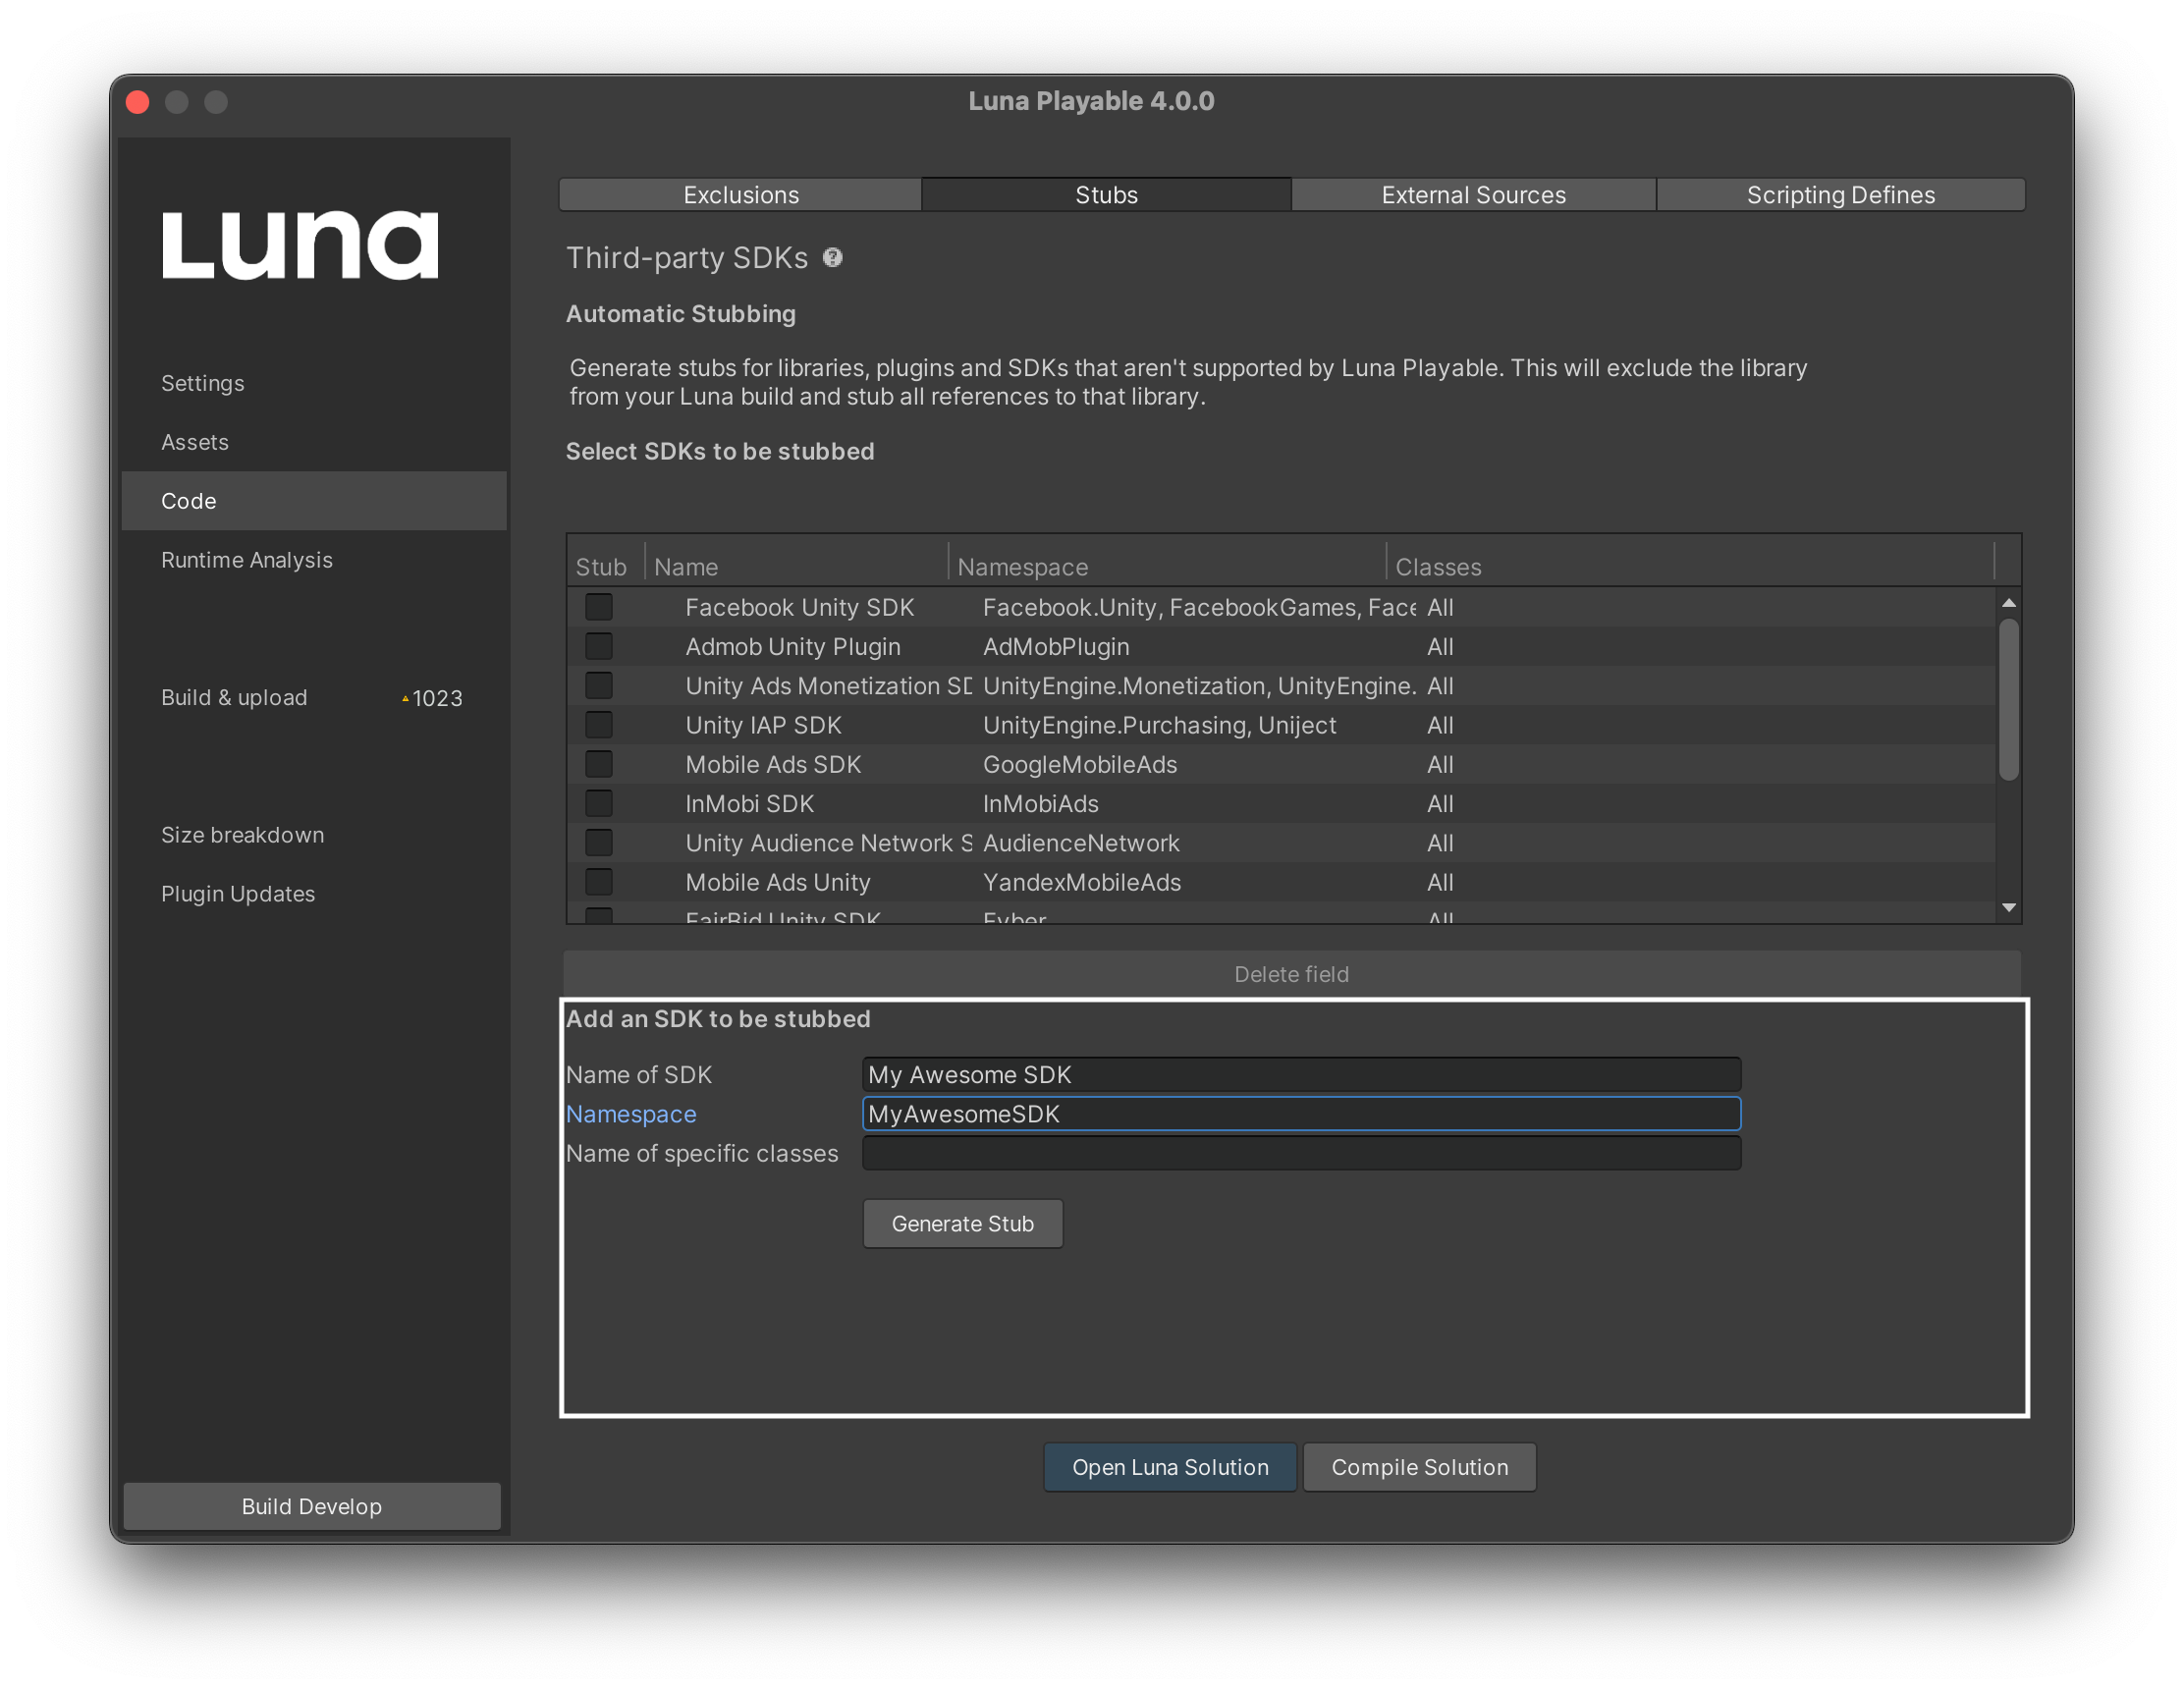 Luna Playable 4.0.0
Luna
Settings
Assets
Code
Runtime Analysis
Build & upload
1023
Size breakdown
Plugin Updates
Build Develop
Exclusions
Stubs
External Sources
Scripting Defines
Third-party SDKs
Automatic Stubbing
Generate stubs for libraries, plugins and SDKs that aren't supported by Luna Playable. This will exclude the library
from your Luna build and stub all references to that library.
Select SDKs to be stubbed
Stub Name Namespace Classes
Facebook Unity SDK Facebook.Unity, FacebookGames, Face All
Admob Unity Plugin AdMobPlugin All
Unity Ads Monetization SD UnityEngine.Monetization, UnityEngine. All
Unity IAP SDK UnityEngine.Purchasing, Uniject All
Mobile Ads SDK GoogleMobileAds All
InMobi SDK InMobiAds All
Unity Audience Network S AudienceNetwork All
Mobile Ads Unity YandexMobileAds All
FairBid Unity SDK Fyber All
Delete field
Add an SDK to be stubbed
Name of SDK My Awesome SDK
Namespace MyAwesomeSDK
Name of specific classes
Generate Stub
Open Luna Solution
Compile Solution